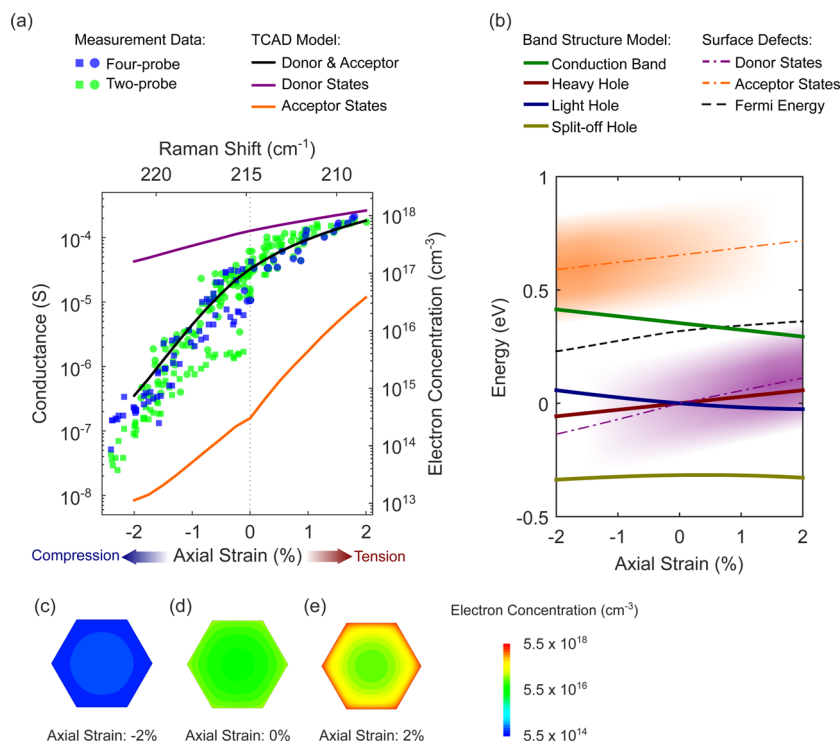 (a)
Measurement Data:
Four-probe
Two-probe
TCAD Model:
Donor & Acceptor
Donor States
Acceptor States
Raman Shift (cm⁻¹)
220 215 210
10⁻⁴
10⁻⁵
10⁻⁶
10⁻⁷
10⁻⁸
Conductance (S)
10¹⁸
10¹⁷
10¹⁶
10¹⁵
10¹⁴
10¹³
Electron Concentration (cm⁻³)
-2 -1 0 1 2
Compression Axial Strain (%) Tension
(b)
Band Structure Model:
Conduction Band
Heavy Hole
Light Hole
Split-off Hole
Surface Defects:
Donor States
Acceptor States
Fermi Energy
1
0.5
0
-0.5
Energy (eV)
-2 -1 0 1 2
Axial Strain (%)
(c) (d) (e)
Axial Strain: -2% Axial Strain: 0% Axial Strain: 2%
Electron Concentration (cm⁻³)
5.5 x 10¹⁸
5.5 x 10¹⁶
5.5 x 10¹⁴